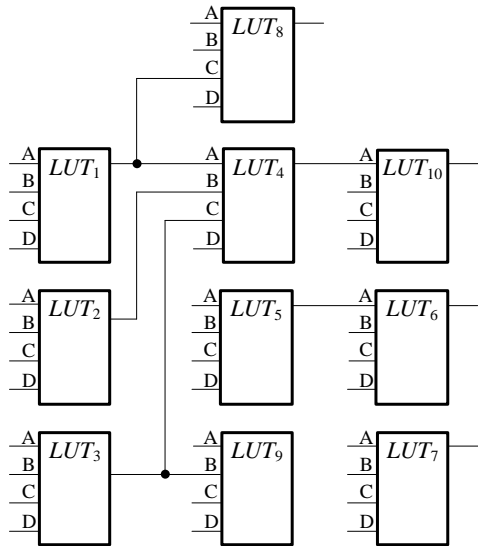 A LUT8
B
C
D
A LUT1 A LUT4 A LUT10
B B B
C C C
D D D
A LUT2 A LUT5 A LUT6
B B B
C C C
D D D
A LUT3 A LUT9 A LUT7
B B B
C C C
D D D